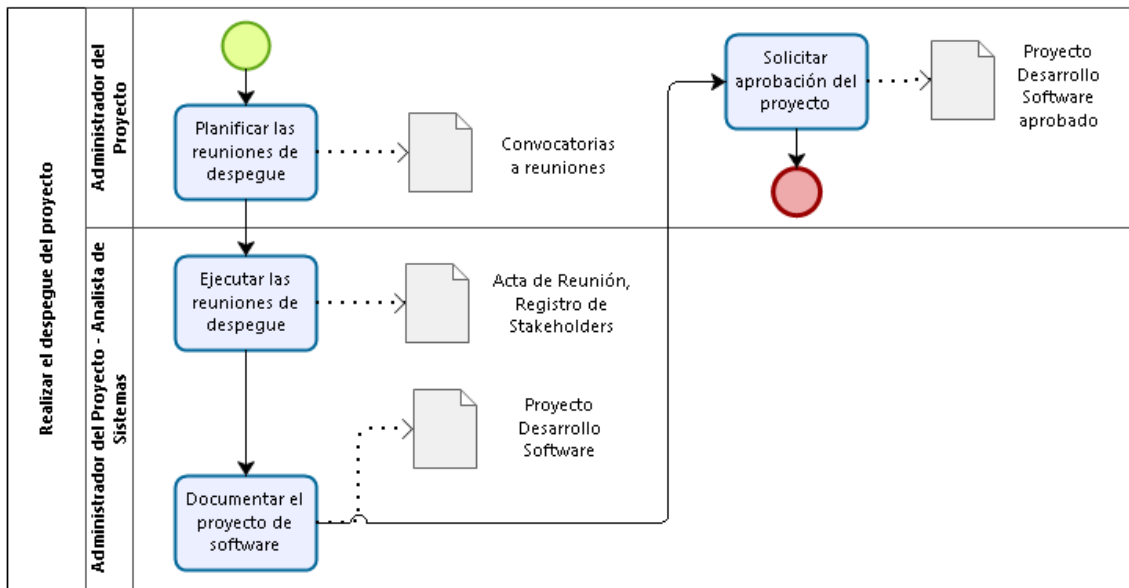 Realizar el despegue del proyecto
Administrador del
Proyecto
Planificar las
reuniones de
despegue
Convocatorias
a reuniones
Solicitar
aprobación del
proyecto
Proyecto
Desarrollo
Software
aprobado
Administrador del Proyecto - Analista de
Sistemas
Ejecutar las
reuniones de
despegue
Acta de Reunión,
Registro de
Stakeholders
Proyecto
Desarrollo
Software
Documentar el
proyecto de
software